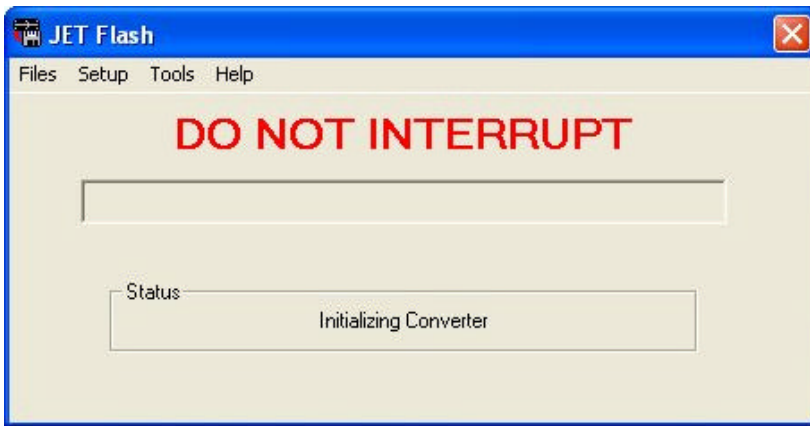 JET Flash
Files Setup Tools Help
DO NOT INTERRUPT
Status
Initializing Converter